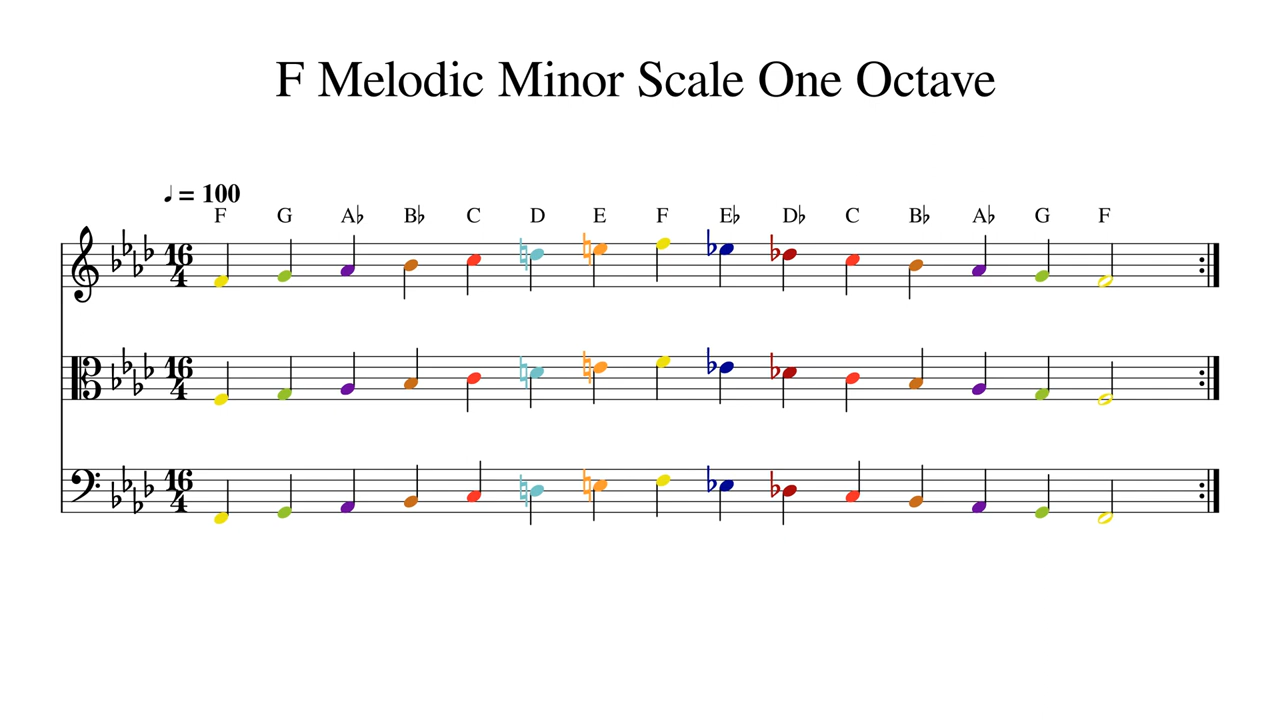 F Melodic Minor Scale One Octave
♩ = 100
F G A♭ B♭ C D E F E♭ D♭ C B♭ A♭ G F
16
4
16
4
16
4